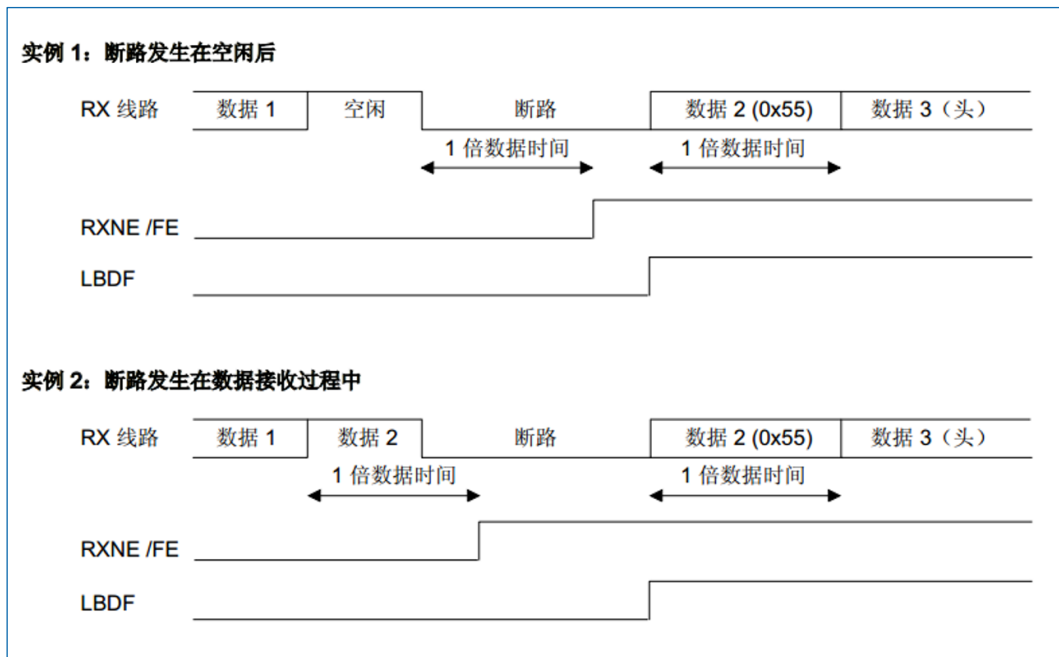 实例 1：断路发生在空闲后
RX 线路 数据 1 空闲 断路 数据 2 (0x55) 数据 3（头）
1 倍数据时间 1 倍数据时间
RXNE /FE
LBDF
实例 2：断路发生在数据接收过程中
RX 线路 数据 1 数据 2 断路 数据 2 (0x55) 数据 3（头）
1 倍数据时间 1 倍数据时间
RXNE /FE
LBDF